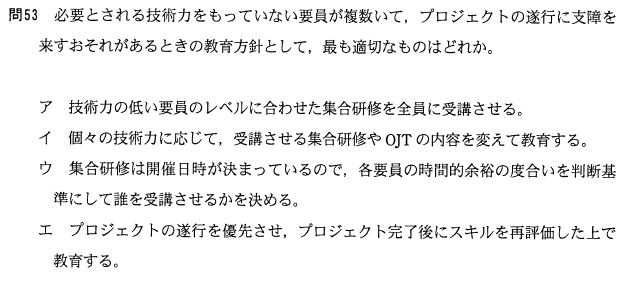 問53 必要とされる技術力をもっていない要員が複数いて，プロジェクトの遂行に支障を
来すおそれがあるときの教育方針として，最も適切なものはどれか。
ア 技術力の低い要員のレベルに合わせた集合研修を全員に受講させる。
イ 個々の技術力に応じて，受講させる集合研修や OJT の内容を変えて教育する。
ウ 集合研修は開催日時が決まっているので，各要員の時間的余裕の度合いを判断基
準にして誰を受講させるかを決める。
エ プロジェクトの遂行を優先させ，プロジェクト完了後にスキルを再評価した上で
教育する。